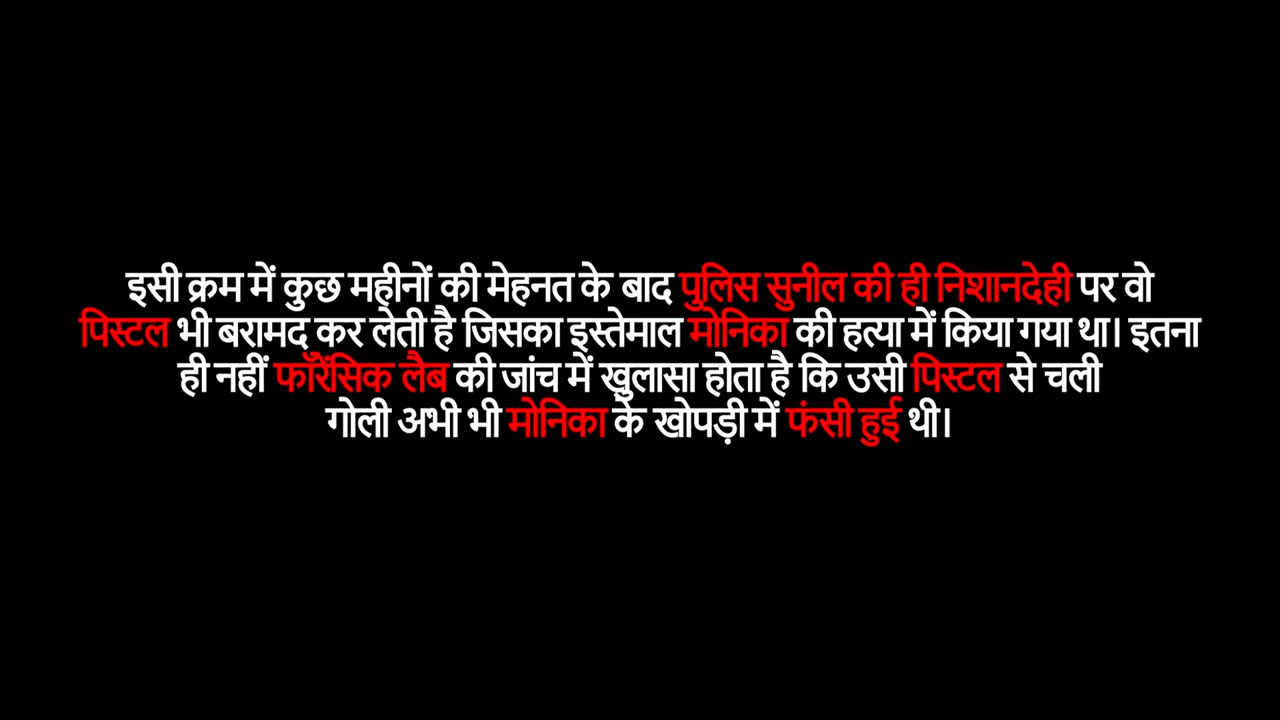 इसी क्रम में कुछ महीनों की मेहनत के बाद पुलिस सुनील की ही निशानदेही पर वो
पिस्टल भी बरामद कर लेती है जिसका इस्तेमाल मोनिका की हत्या में किया गया था। इतना
ही नहीं फॉरेंसिक लैब की जांच में खुलासा होता है कि उसी पिस्टल से चली
गोली अभी भी मोनिका के खोपड़ी में फंसी हुई थी।